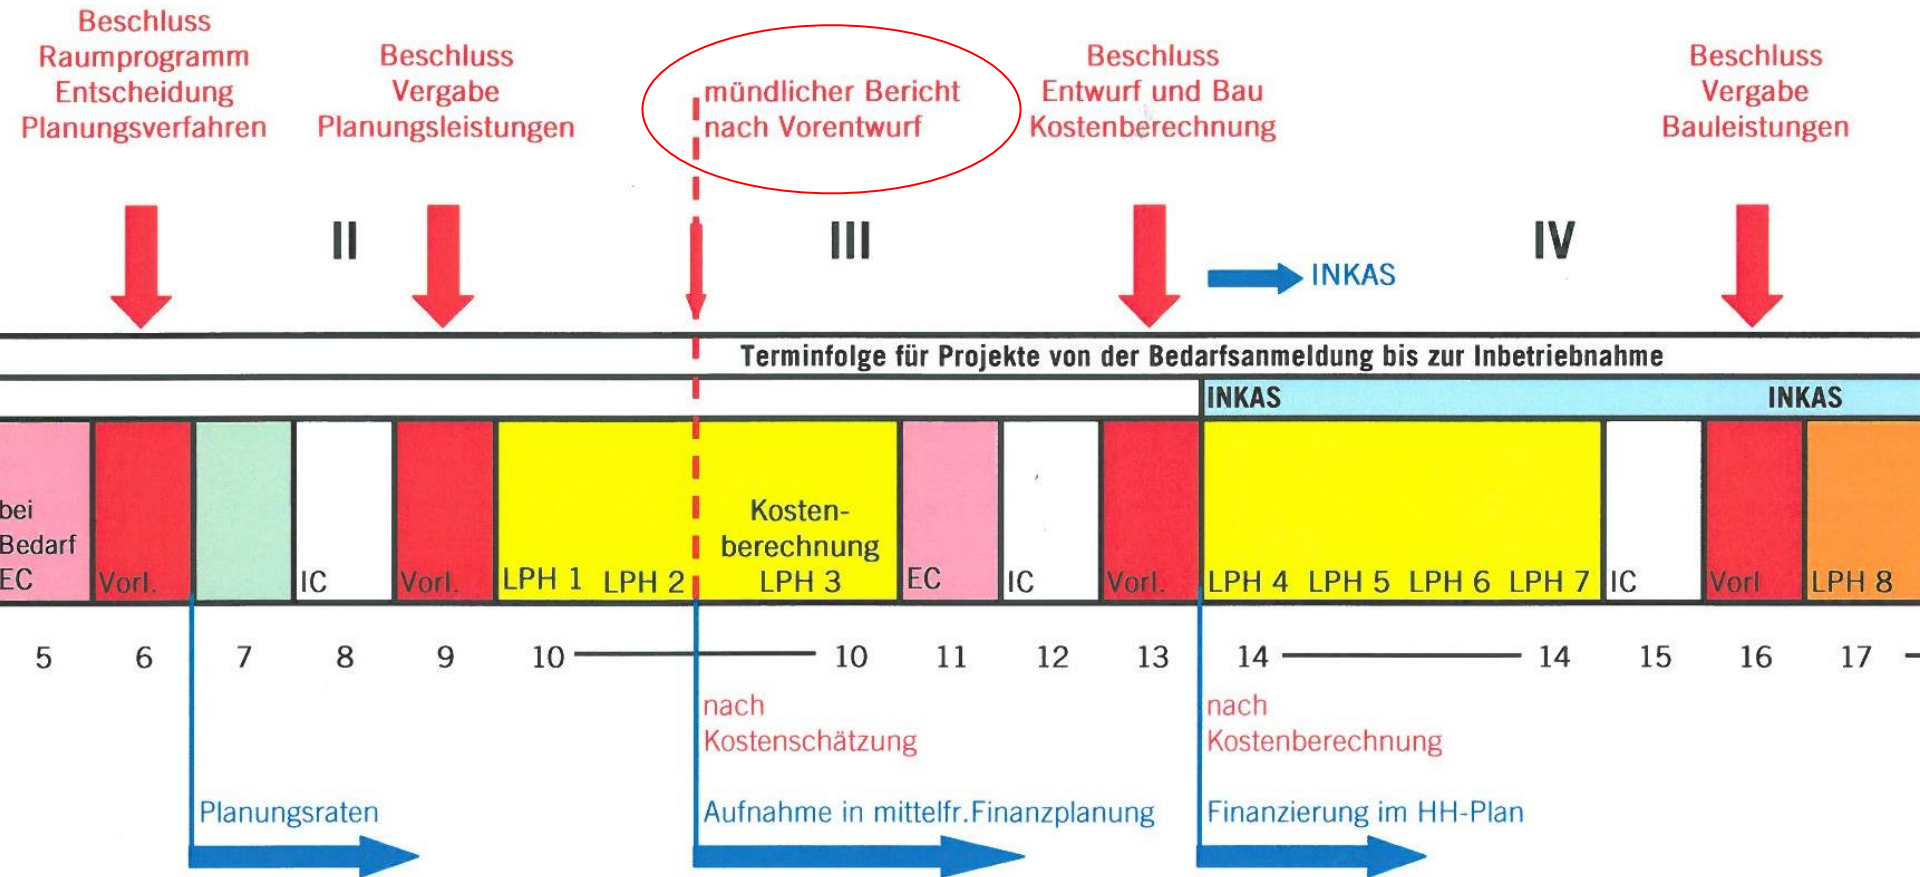 Beschluss
Raumprogramm
Entscheidung
Planungsverfahren
Beschluss
Vergabe
Planungsleistungen
mündlicher Bericht
nach Vorentwurf
Beschluss
Entwurf und Bau
Kostenberechnung
Beschluss
Vergabe
Bauleistungen
II
III
IV
INKAS
Terminfolge für Projekte von der Bedarfsanmeldung bis zur Inbetriebnahme
INKAS INKAS
bei
Bedarf
EC
Vorl.
IC
Vorl.
LPH 1 LPH 2
Kosten-
berechnung
LPH 3
EC
IC
Vorl.
LPH 4 LPH 5 LPH 6 LPH 7
IC
Vorl
LPH 8
5 6 7 8 9 10 10 11 12 13 14 14 15 16 17
nach
Kostenschätzung
nach
Kostenberechnung
Planungsraten
Aufnahme in mittelfr.Finanzplanung
Finanzierung im HH-Plan